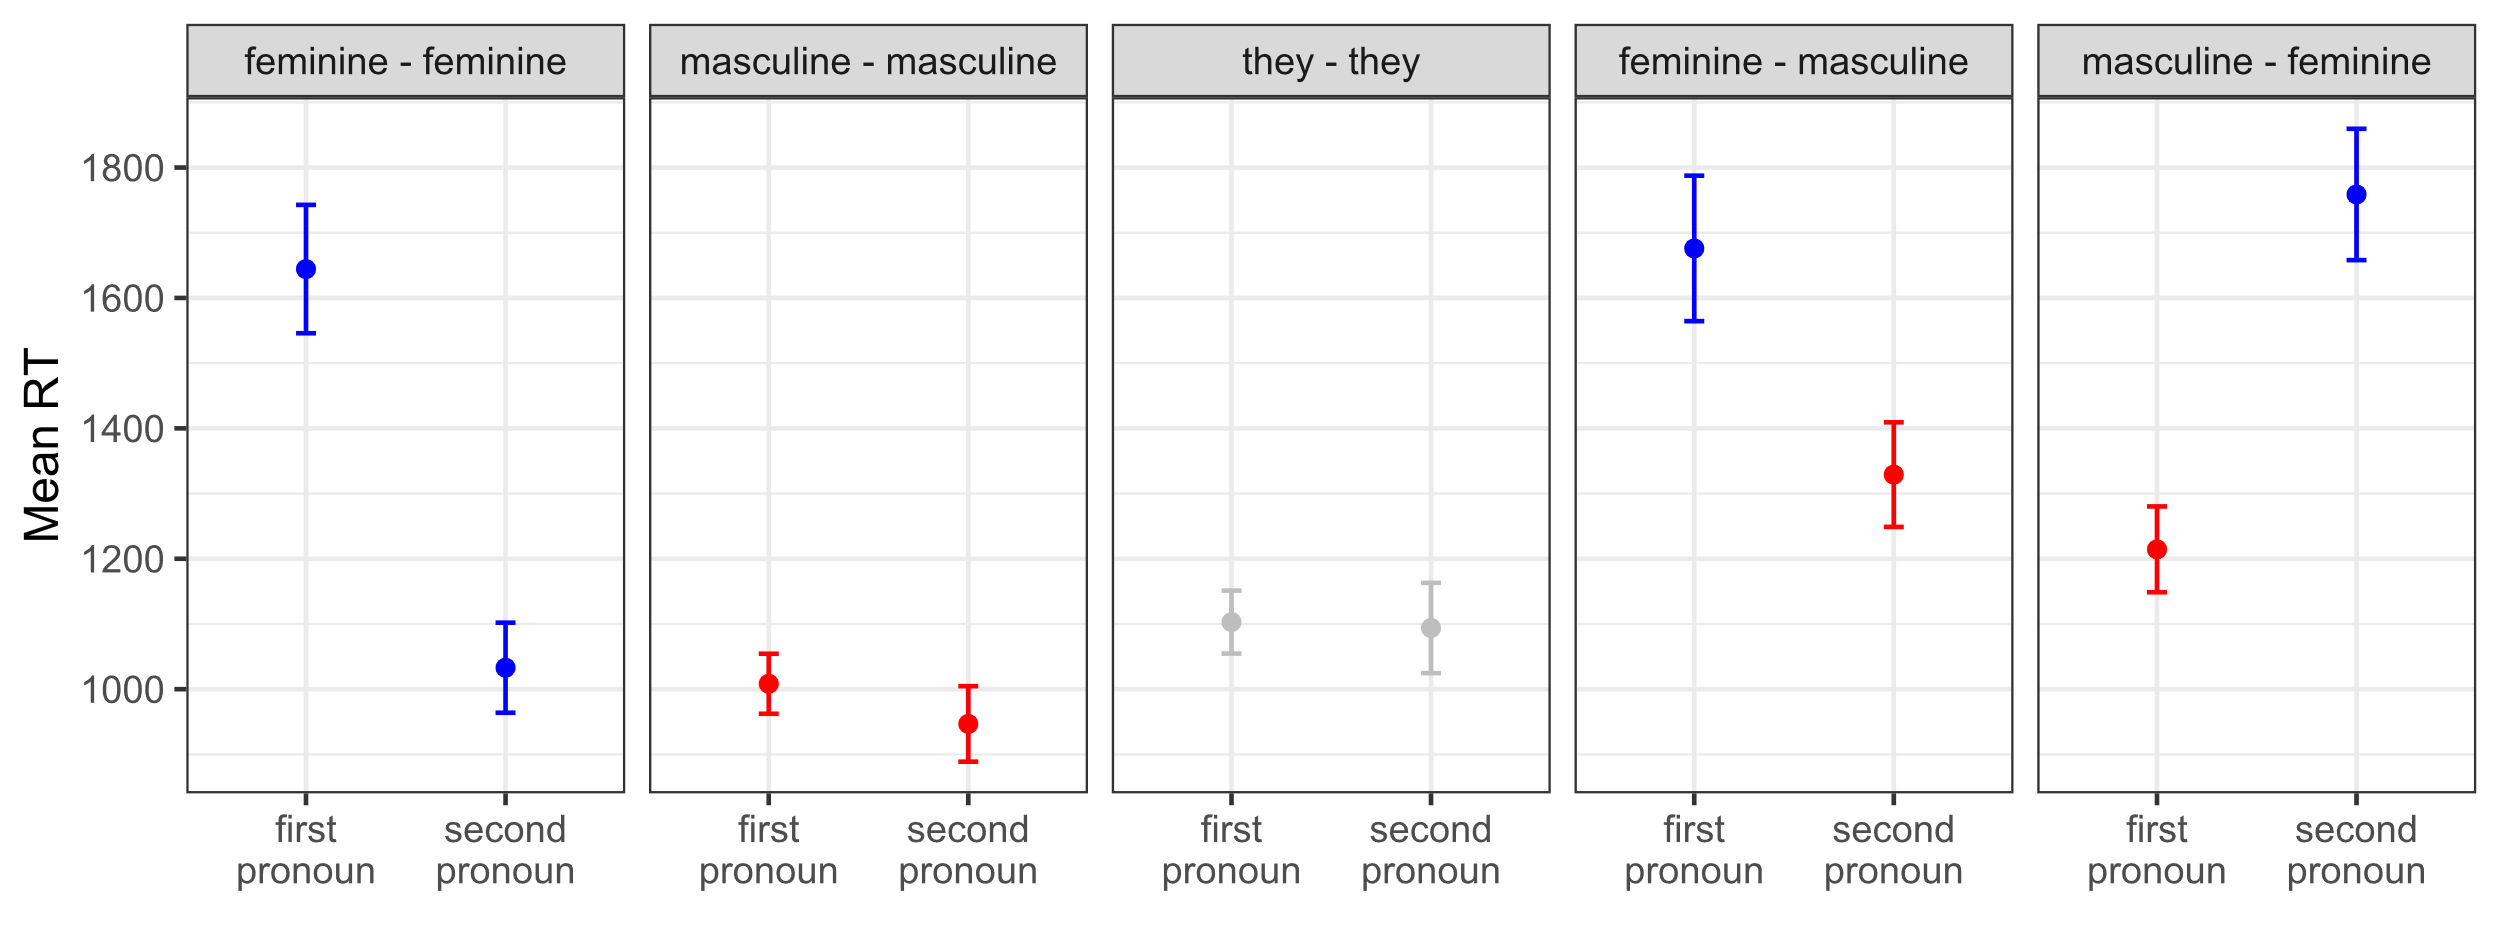 feminine - feminine
masculine - masculine
they - they
feminine - masculine
masculine - feminine
Mean RT
1800
1600
1400
1200
1000
first
pronoun
second
pronoun
first
pronoun
second
pronoun
first
pronoun
second
pronoun
first
pronoun
second
pronoun
first
pronoun
second
pronoun